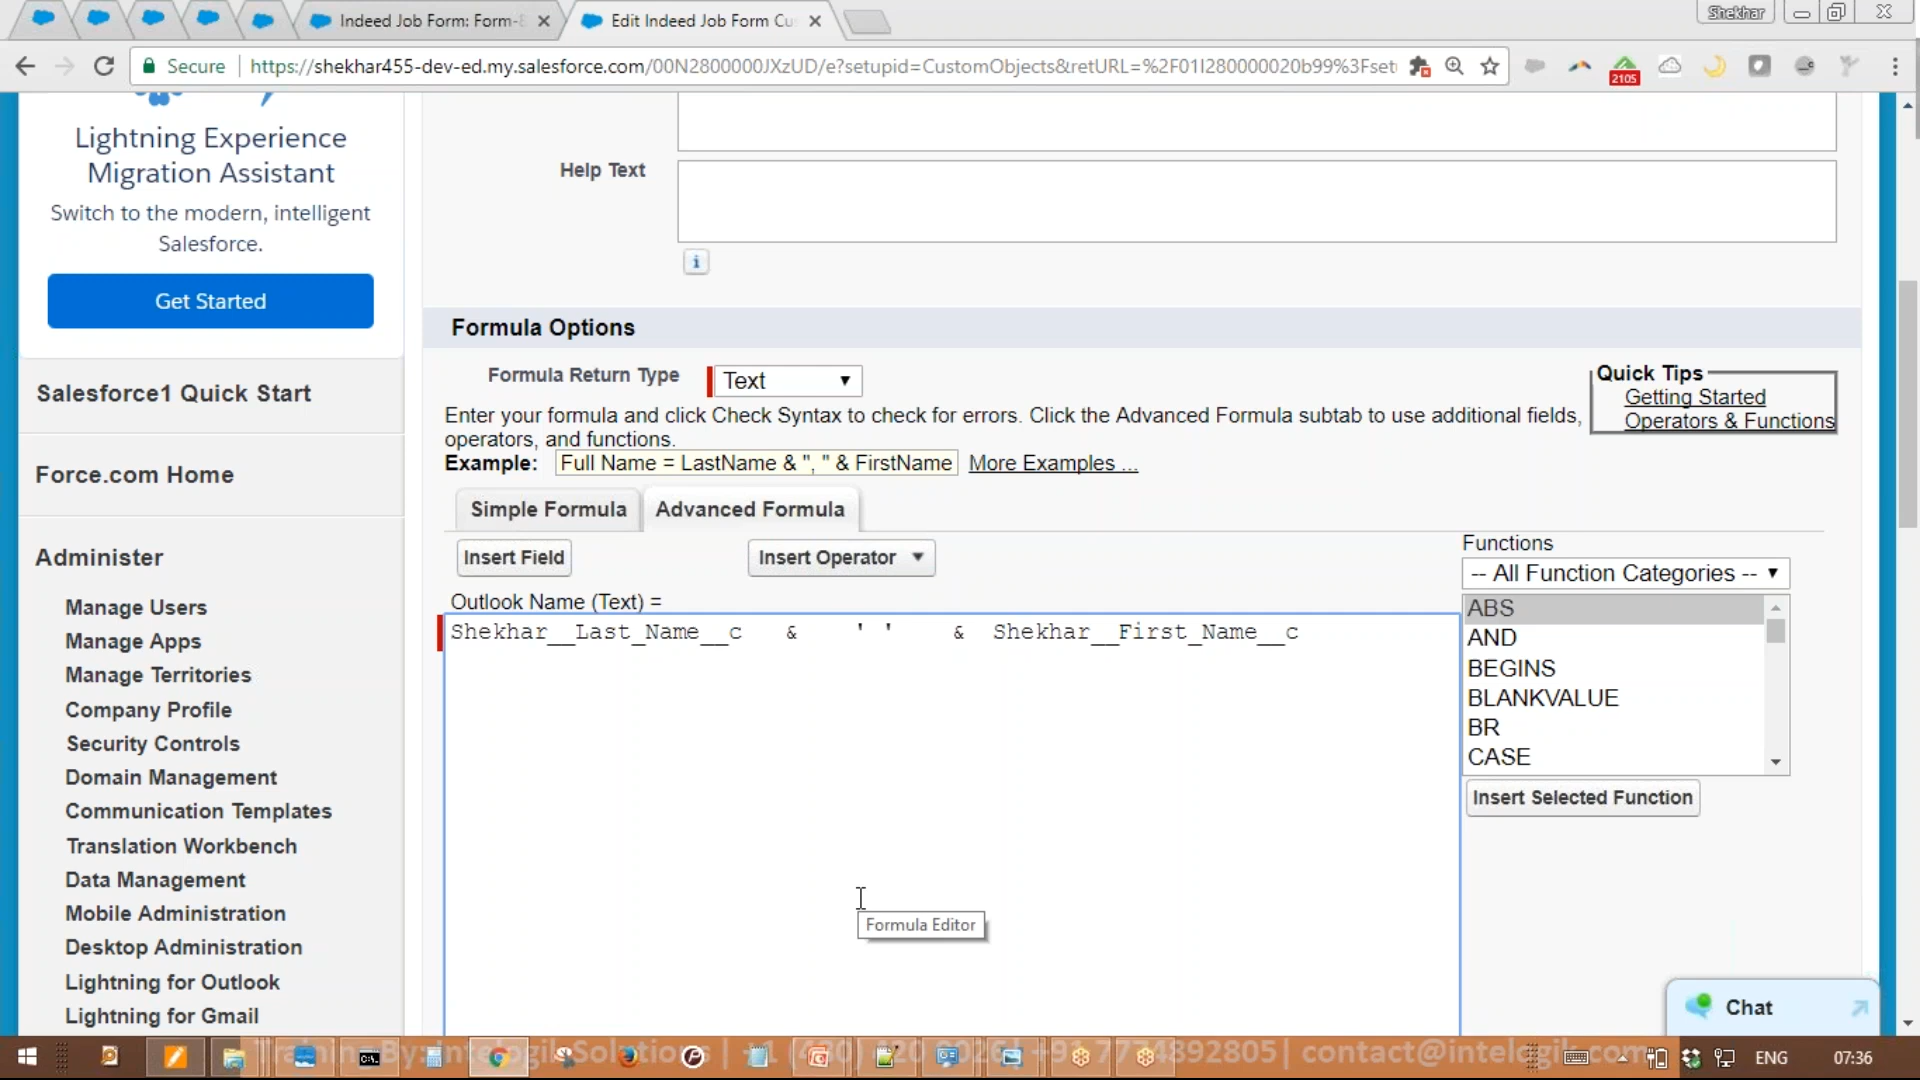 Indeed Job Form: Form-
Edit Indeed Job Form Cu
Shekhar
Secure
https://shekhar455-dev-ed.my.salesforce.com/00N2800000JXzUD/e?setupid=CustomObjects&retURL=%2F01I280000020b99%3Fset
2105
Lightning Experience
Migration Assistant
Switch to the modern, intelligent
Salesforce.
Get Started
Salesforce1 Quick Start
Force.com Home
Administer
Manage Users
Manage Apps
Manage Territories
Company Profile
Security Controls
Domain Management
Communication Templates
Translation Workbench
Data Management
Mobile Administration
Desktop Administration
Lightning for Outlook
Lightning for Gmail
Help Text
Formula Options
Formula Return Type
Text
Quick Tips
Getting Started
Operators & Functions
Enter your formula and click Check Syntax to check for errors. Click the Advanced Formula subtab to use additional fields,
operators, and functions.
Example: Full Name = LastName & ", " & FirstName More Examples ...
Simple Formula
Advanced Formula
Insert Field
Insert Operator
Functions
-- All Function Categories --
Outlook Name (Text) =
Shekhar__Last_Name__c & ' ' & Shekhar__First_Name__c
ABS
AND
BEGINS
BLANKVALUE
BR
CASE
Insert Selected Function
Formula Editor
Chat
contact@intelogik.com
ENG
07:36